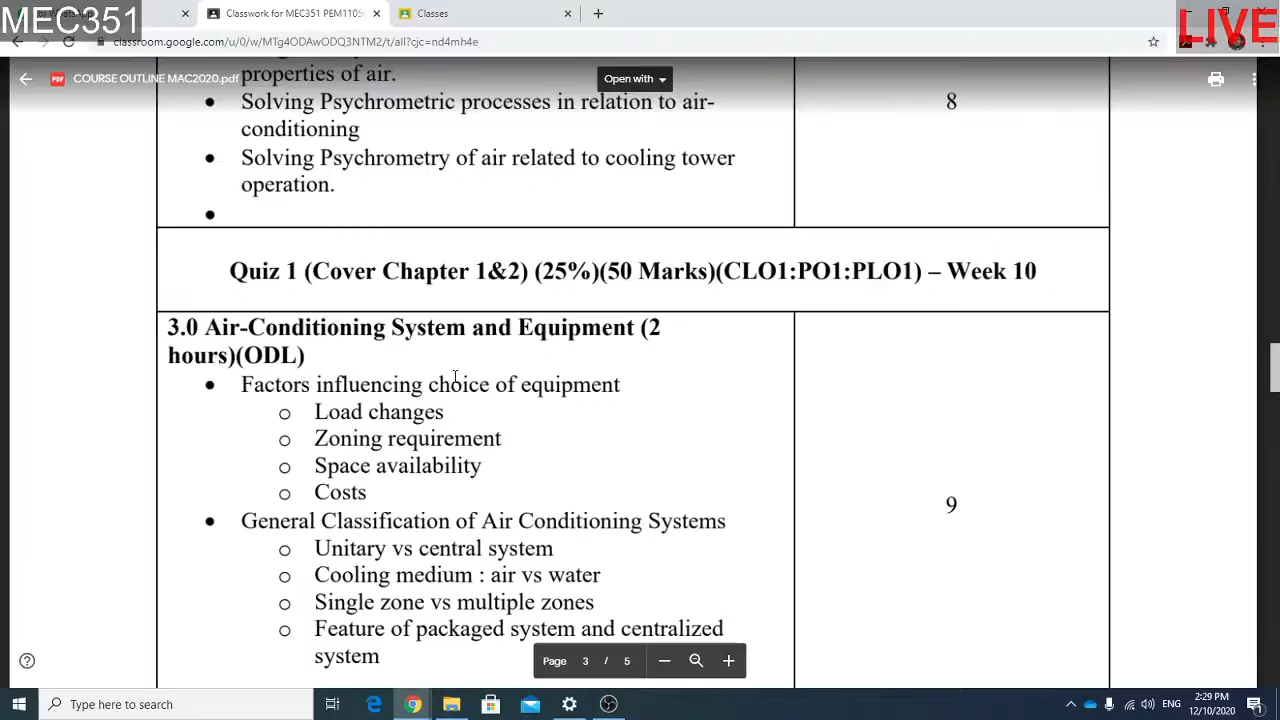 MEC351
WhatsApp
Classwork for MEC351 PEM1105
Classes
LIVE
classroom.google.com/u/0/w/MTg4ODAwODQ3NTM2/t/all?cjc=nd4mh4e
COURSE OUTLINE MAC2020.pdf
Open with
properties of air.
• Solving Psychrometric processes in relation to air-
conditioning
8
• Solving Psychrometry of air related to cooling tower
operation.
•
Quiz 1 (Cover Chapter 1&2) (25%)(50 Marks)(CLO1:PO1:PLO1) – Week 10
3.0 Air-Conditioning System and Equipment (2
hours)(ODL)
• Factors influencing choice of equipment
o Load changes
o Zoning requirement
o Space availability
o Costs
9
• General Classification of Air Conditioning Systems
o Unitary vs central system
o Cooling medium : air vs water
o Single zone vs multiple zones
o Feature of packaged system and centralized
system
Page 3 / 5
Type here to search
ENG
2:29 PM
12/10/2020